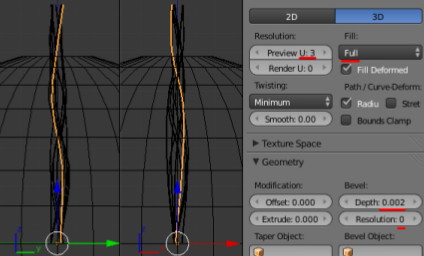 2D 3D
Resolution: Fill:
Preview U: 3 Full
Render U: 0 Fill Deformed
Twisting: Path / Curve-Deform:
Minimum Radiu Stret
Smooth: 0.00 Bounds Clamp
Texture Space
Geometry
Modification: Bevel:
Offset: 0.000 Depth: 0.002
Extrude: 0.000 Resolution: 0
Taper Object: Bevel Object: